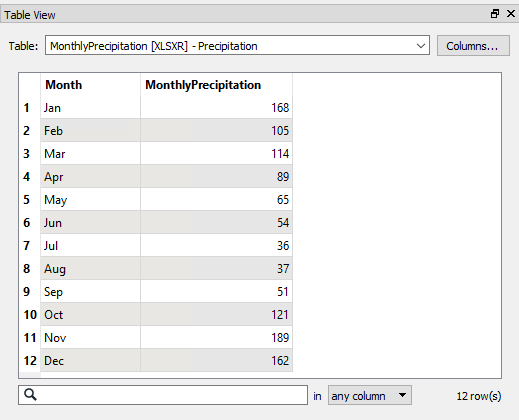 Table View
Table: MonthlyPrecipitation [XLSXR] - Precipitation Columns...
Month MonthlyPrecipitation
1 Jan 168
2 Feb 105
3 Mar 114
4 Apr 89
5 May 65
6 Jun 54
7 Jul 36
8 Aug 37
9 Sep 51
10 Oct 121
11 Nov 189
12 Dec 162
in any column 12 row(s)